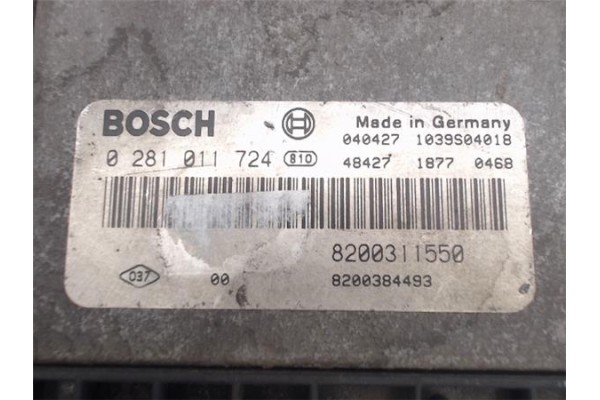 BOSCH
Made in Germany
040427 1039S04018
0 281 011 724 810
48427 1877 0468
8200311550
037 00 8200384493